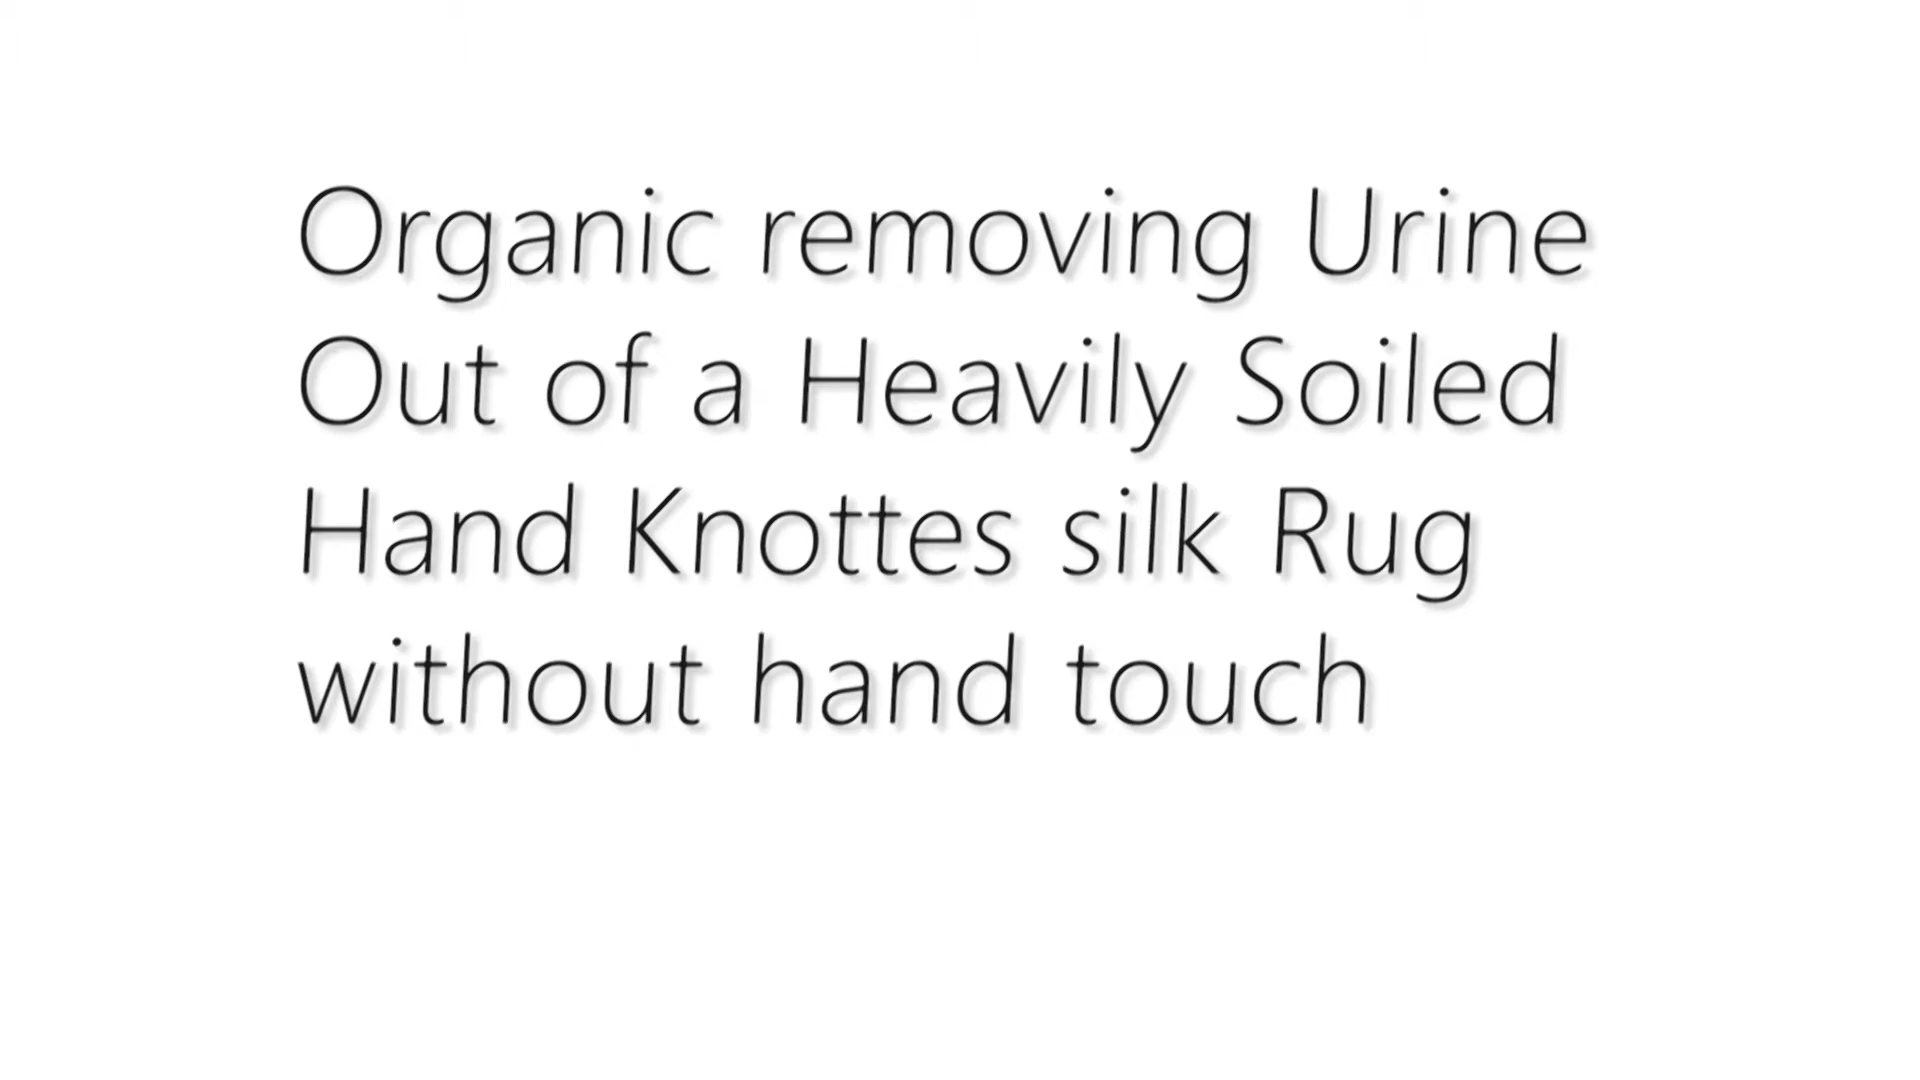 Organic removing Urine
Out of a Heavily Soiled
Hand Knottes silk Rug
without hand touch